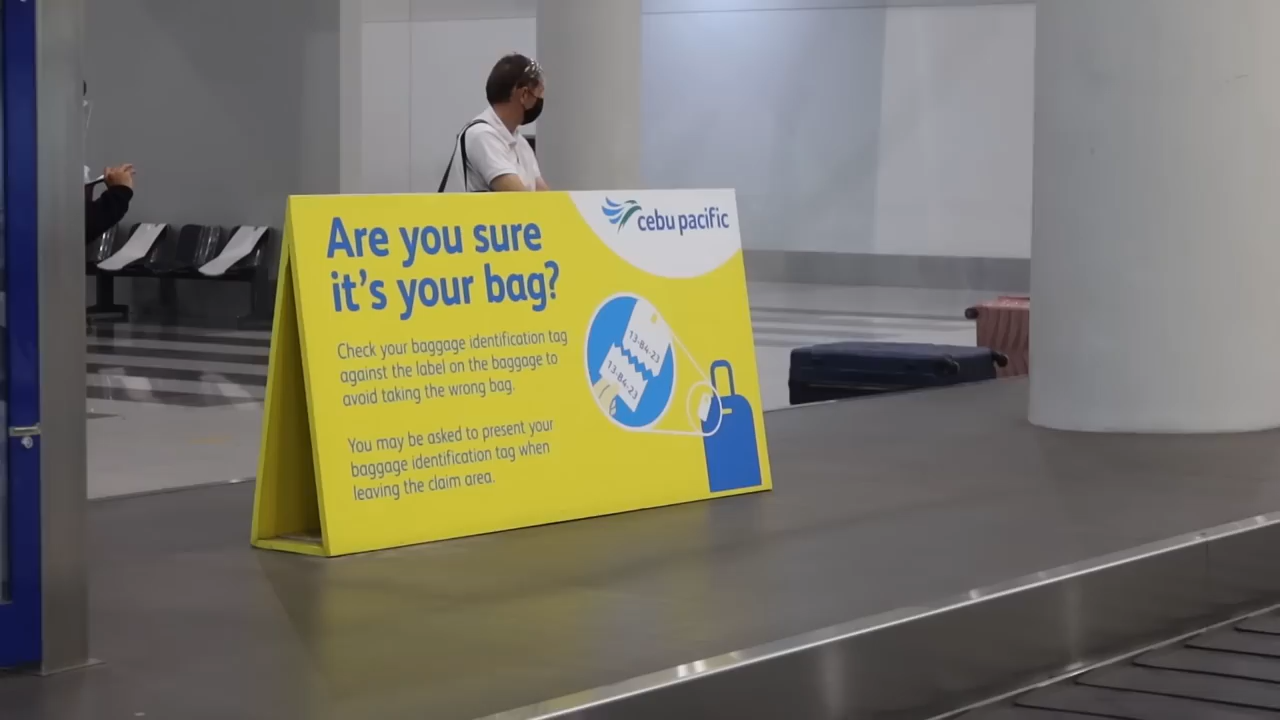 cebu pacific
Are you sure
it's your bag?
Check your baggage identification tag
against the label on the baggage to
avoid taking the wrong bag.
You may be asked to present your
baggage identification tag when
leaving the claim area.
13-84-23
13-84-23